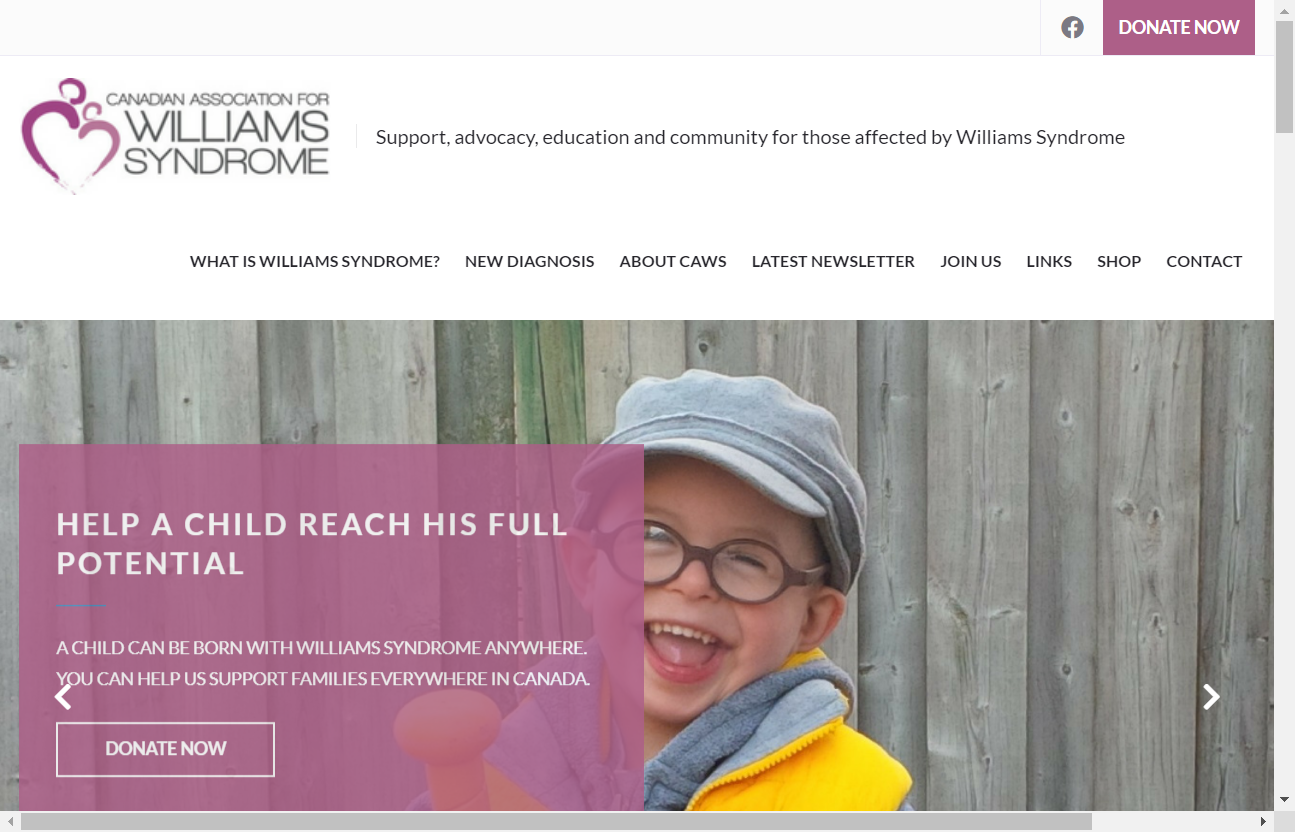 DONATE NOW
CANADIAN ASSOCIATION FOR
WILLIAMS
SYNDROME
Support, advocacy, education and community for those affected by Williams Syndrome
WHAT IS WILLIAMS SYNDROME? NEW DIAGNOSIS ABOUT CAWS LATEST NEWSLETTER JOIN US LINKS SHOP CONTACT
HELP A CHILD REACH HIS FULL
POTENTIAL
A CHILD CAN BE BORN WITH WILLIAMS SYNDROME ANYWHERE.
YOU CAN HELP US SUPPORT FAMILIES EVERYWHERE IN CANADA.
DONATE NOW